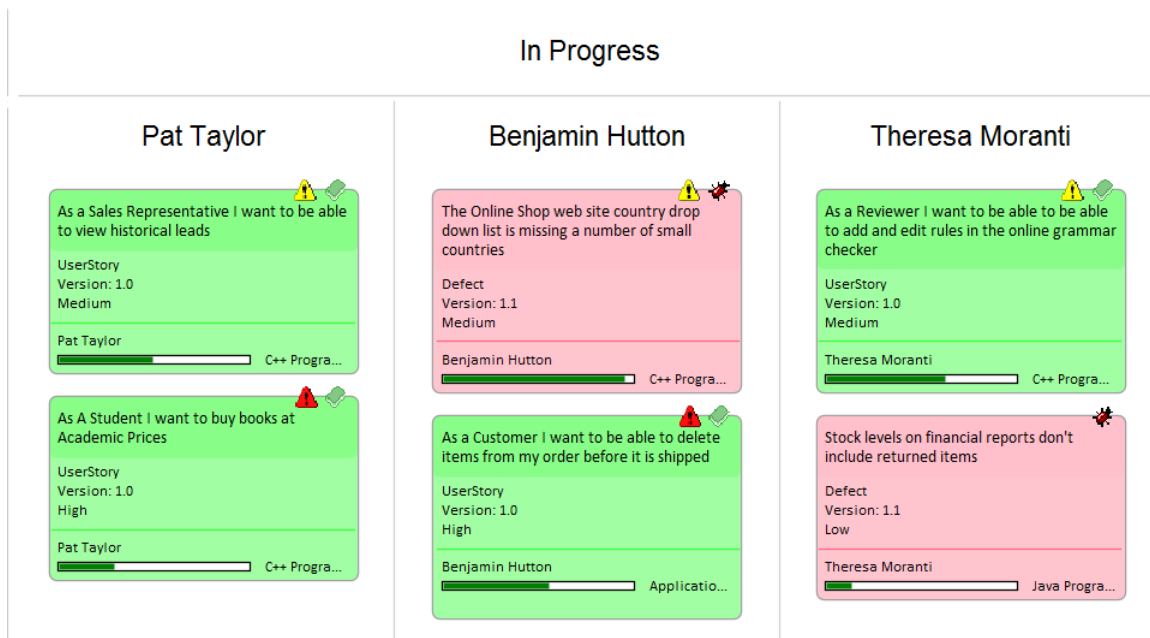 In Progress
Pat Taylor
As a Sales Representative I want to be able
to view historical leads
UserStory
Version: 1.0
Medium
Pat Taylor
C++ Progra...
As A Student I want to buy books at
Academic Prices
UserStory
Version: 1.0
High
Pat Taylor
C++ Progra...
Benjamin Hutton
The Online Shop web site country drop
down list is missing a number of small
countries
Defect
Version: 1.1
Medium
Benjamin Hutton
C++ Progra...
As a Customer I want to be able to delete
items from my order before it is shipped
UserStory
Version: 1.0
High
Benjamin Hutton
Applicatio...
Theresa Moranti
As a Reviewer I want to be able to be able
to add and edit rules in the online grammar
checker
UserStory
Version: 1.0
Medium
Theresa Moranti
C++ Progra...
Stock levels on financial reports don't
include returned items
Defect
Version: 1.1
Low
Theresa Moranti
Java Progra...